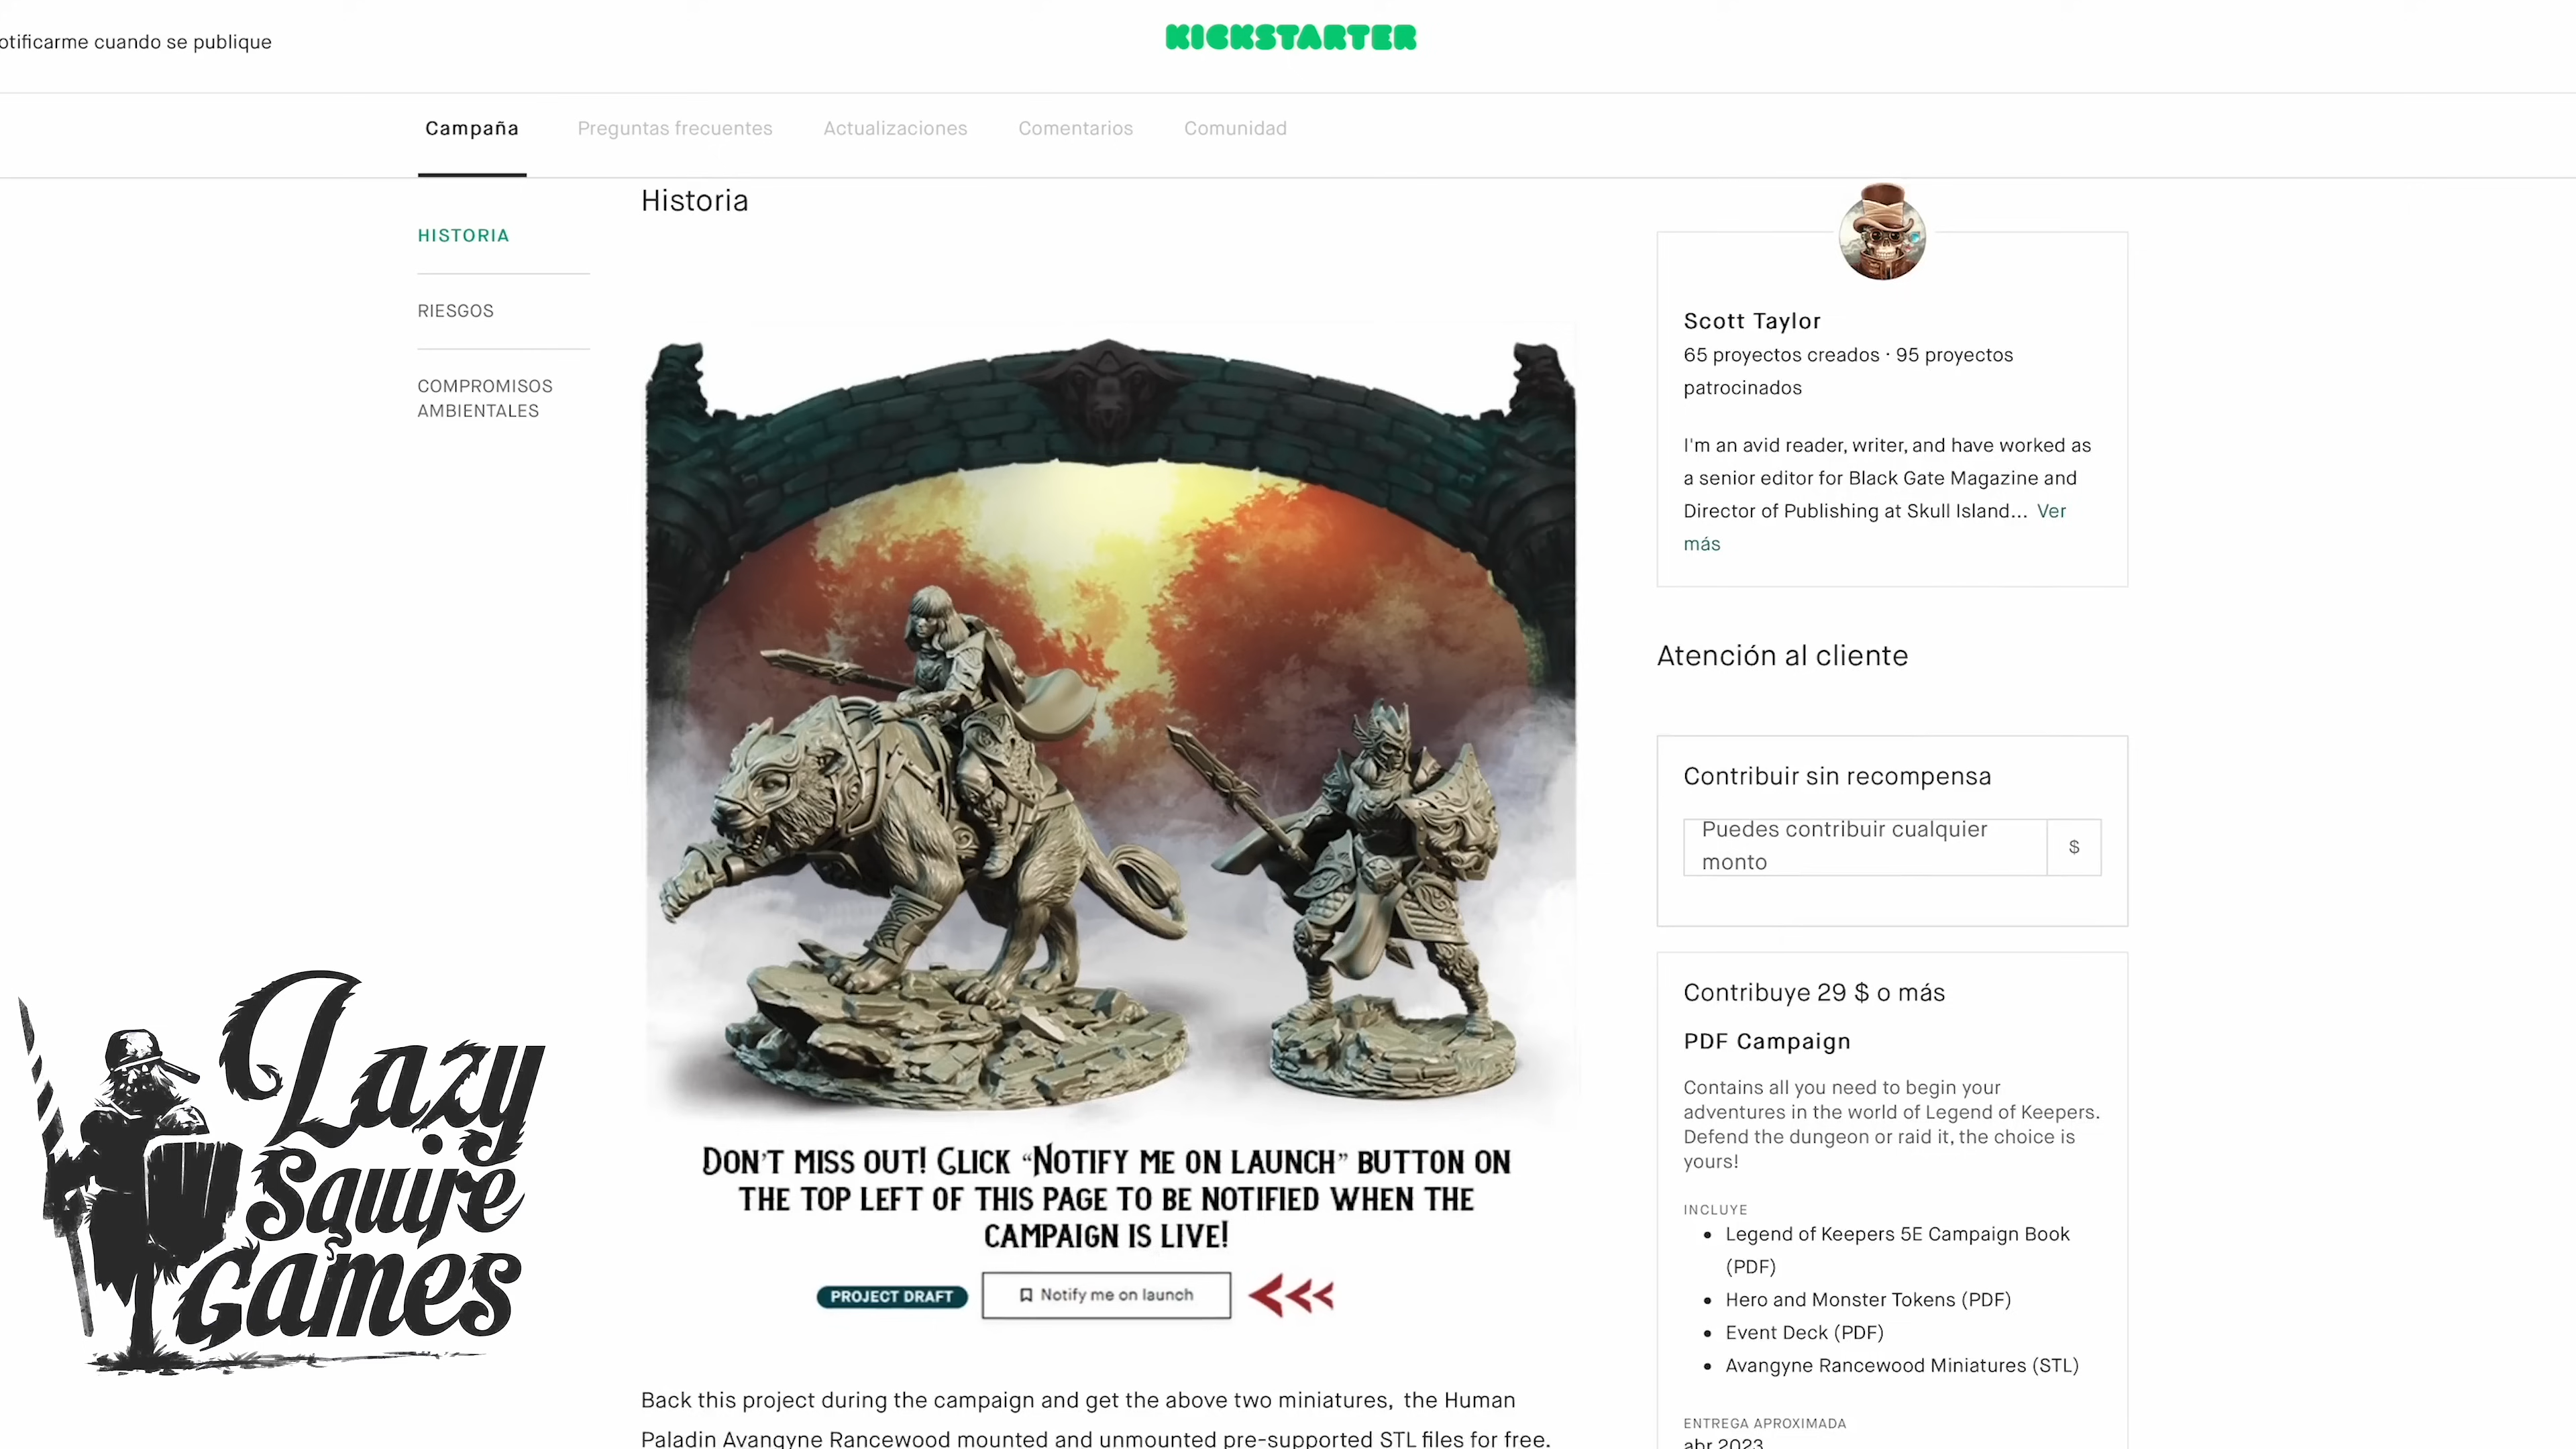 otificarme cuando se publique
KICKSTARTER
Campaña
Preguntas frecuentes
Actualizaciones
Comentarios
Comunidad
HISTORIA
RIESGOS
COMPROMISOS
AMBIENTALES
Historia
DON'T MISS OUT! CLICK “NOTIFY ME ON LAUNCH” BUTTON ON
THE TOP LEFT OF THIS PAGE TO BE NOTIFIED WHEN THE
CAMPAIGN IS LIVE!
PROJECT DRAFT
Notify me on launch
Back this project during the campaign and get the above two miniatures, the Human
Paladin Avangyne Rancewood mounted and unmounted pre-supported STL files for free.
Scott Taylor
65 proyectos creados · 95 proyectos
patrocinados
I'm an avid reader, writer, and have worked as
a senior editor for Black Gate Magazine and
Director of Publishing at Skull Island... Ver
más
Atención al cliente
Contribuir sin recompensa
Puedes contribuir cualquier
monto
$
Contribuye 29 $ o más
PDF Campaign
Contains all you need to begin your
adventures in the world of Legend of Keepers.
Defend the dungeon or raid it, the choice is
yours!
INCLUYE
• Legend of Keepers 5E Campaign Book
(PDF)
• Hero and Monster Tokens (PDF)
• Event Deck (PDF)
• Avangyne Rancewood Miniatures (STL)
ENTREGA APROXIMADA
abr 2023
Lazy
Squire
Games